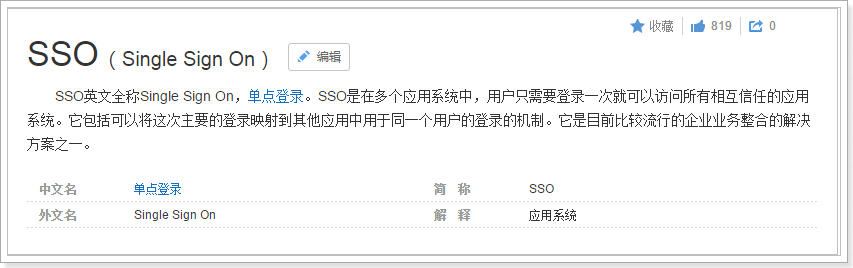 收藏 819 0
SSO ( Single Sign On ) 编辑
SSO英文全称Single Sign On，单点登录。SSO是在多个应用系统中，用户只需要登录一次就可以访问所有相互信任的应用
系统。它包括可以将这次主要的登录映射到其他应用中用于同一个用户的登录的机制。它是目前比较流行的企业业务整合的解决
方案之一。
中文名 单点登录 简 称 SSO
外文名 Single Sign On 解 释 应用系统